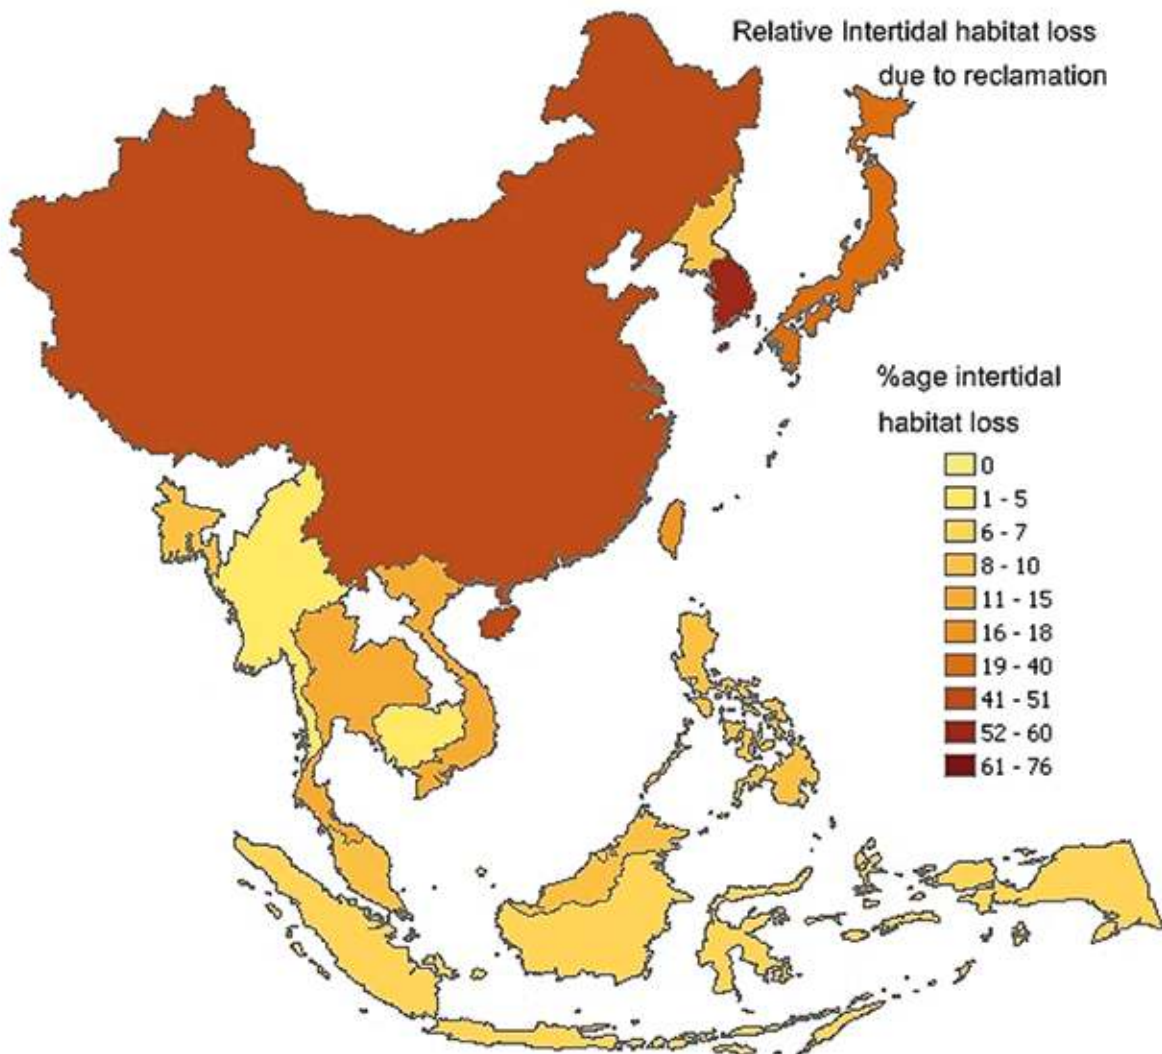 Relative Intertidal habitat loss
due to reclamation
%age intertidal
habitat loss
0
1 - 5
6 - 7
8 - 10
11 - 15
16 - 18
19 - 40
41 - 51
52 - 60
61 - 76